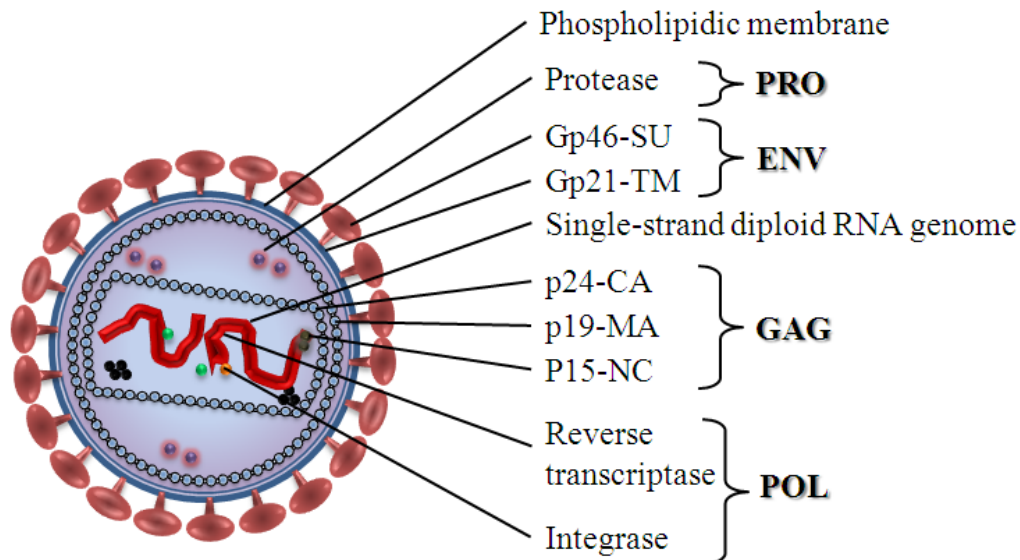 Phospholipidic membrane
Protease
PRO
Gp46-SU
ENV
Gp21-TM
Single-strand diploid RNA genome
p24-CA
p19-MA
GAG
P15-NC
Reverse
transcriptase
POL
Integrase